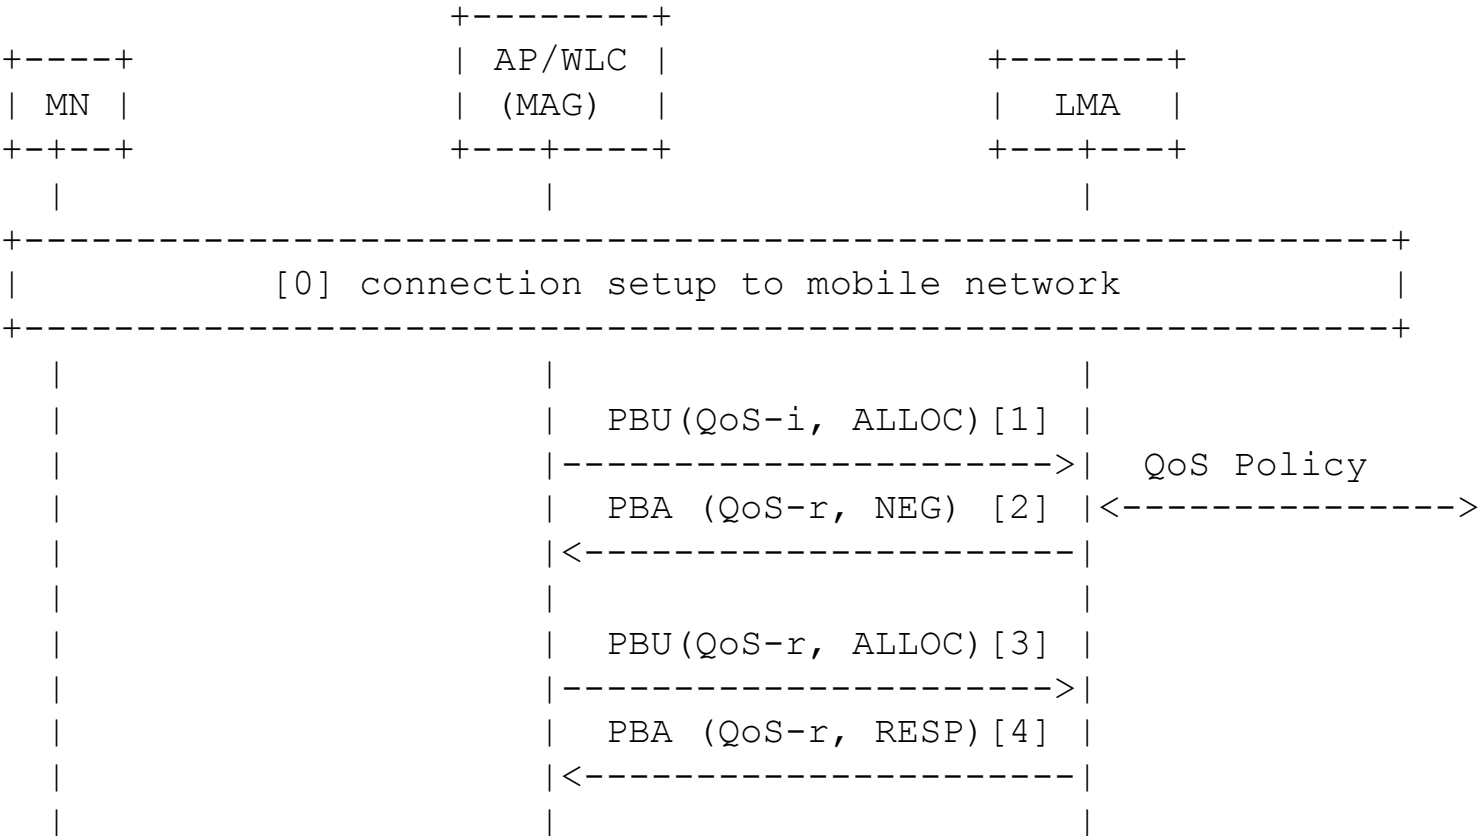 AP/WLC
MN (MAG) LMA
[0] connection setup to mobile network
PBU(QoS-i, ALLOC)[1]
QoS Policy
PBA (QoS-r, NEG) [2]
PBU(QoS-r, ALLOC)[3]
PBA (QoS-r, RESP)[4]